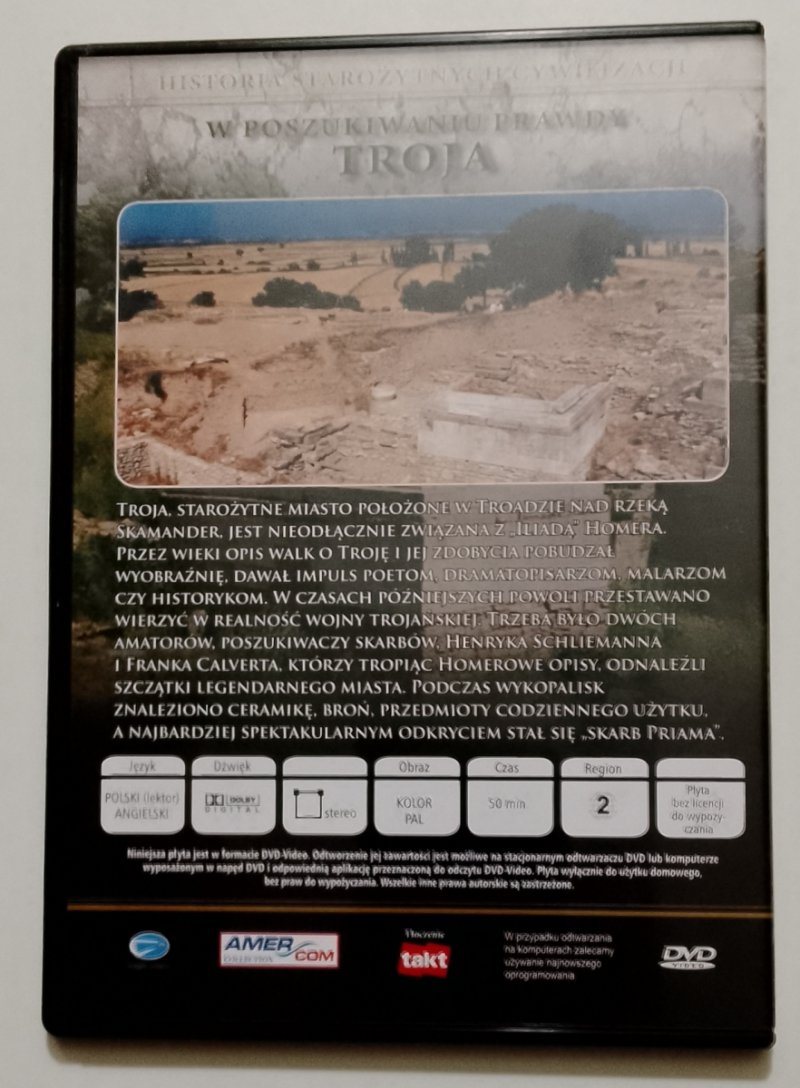 HISTORIA STAROŻYTNYCH CYWILIZACJI
W POSZUKIWANIU PRAWDY
TROJA
TROJA, STAROŻYTNE MIASTO POŁOŻONE W TROADZIE NAD RZEKĄ
SKAMANDER, JEST NIEODŁĄCZNIE ZWIĄZANA Z „ILIADĄ” HOMERA.
PRZEZ WIEKI OPIS WALK O TROJĘ I JEJ ZDOBYCIA POBUDZAŁ
WYOBRAŹNIĘ, DAWAŁ IMPULS POETOM, DRAMATOPISARZOM, MALARZOM
CZY HISTORYKOM. W CZASACH PÓŹNIEJSZYCH POWOLI PRZESTAWANO
WIERZYĆ W REALNOŚĆ WOJNY TROJAŃSKIEJ. TRZEBA BYŁO DWÓCH
AMATORÓW, POSZUKIWACZY SKARBÓW, HENRYKA SCHLIEMANNA
I FRANKA CALVERTA, KTÓRZY TROPIĄC HOMEROWE OPISY, ODNALEŹLI
SZCZĄTKI LEGENDARNEGO MIASTA. PODCZAS WYKOPALISK
ZNALEZIONO CERAMIKĘ, BROŃ, PRZEDMIOTY CODZIENNEGO UŻYTKU,
A NAJBARDZIEJ SPEKTAKULARNYM ODKRYCIEM STAŁ SIĘ „SKARB PRIAMA”.
Język
POLSKI (lektor)
ANGIELSKI
Dźwięk
DOLBY
DIGITAL
stereo
Obraz
KOLOR
PAL
Czas
50 min
Region
2
Płyta
bez licencji
do wypoży-
czania
Niniejsza płyta jest w formacie DVD-Video. Odtworzenie jej zawartości jest możliwe na stacjonarnym odtwarzaczu DVD lub komputerze
wyposażonym w napęd DVD i odpowiednią aplikację przeznaczoną do odczytu DVD-Video. Płyta wyłącznie do użytku domowego,
bez praw do wypożyczania. Wszelkie inne prawa autorskie są zastrzeżone.
AMER
COM
COLLECTION
Tłoczenie
takt
W przypadku odtwarzania
na komputerach zalecamy
używanie najnowszego
oprogramowania
DVD
VIDEO